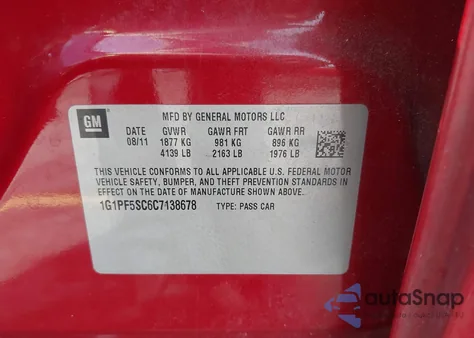 GM
MFD BY GENERAL MOTORS LLC
DATE GVWR GAWR FRT GAWR RR
08/11 1877 KG 981 KG 896 KG
4139 LB 2163 LB 1976 LB
THIS VEHICLE CONFORMS TO ALL APPLICABLE U.S. FEDERAL MOTOR
VEHICLE SAFETY, BUMPER, AND THEFT PREVENTION STANDARDS
IN EFFECT ON THE DATE OF MANUFACTURE SHOWN ABOVE.
1G1PF5SC6C7138678 TYPE: PASS CAR
autoSnap